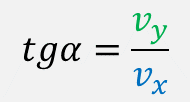 tgα = v_y / v_x